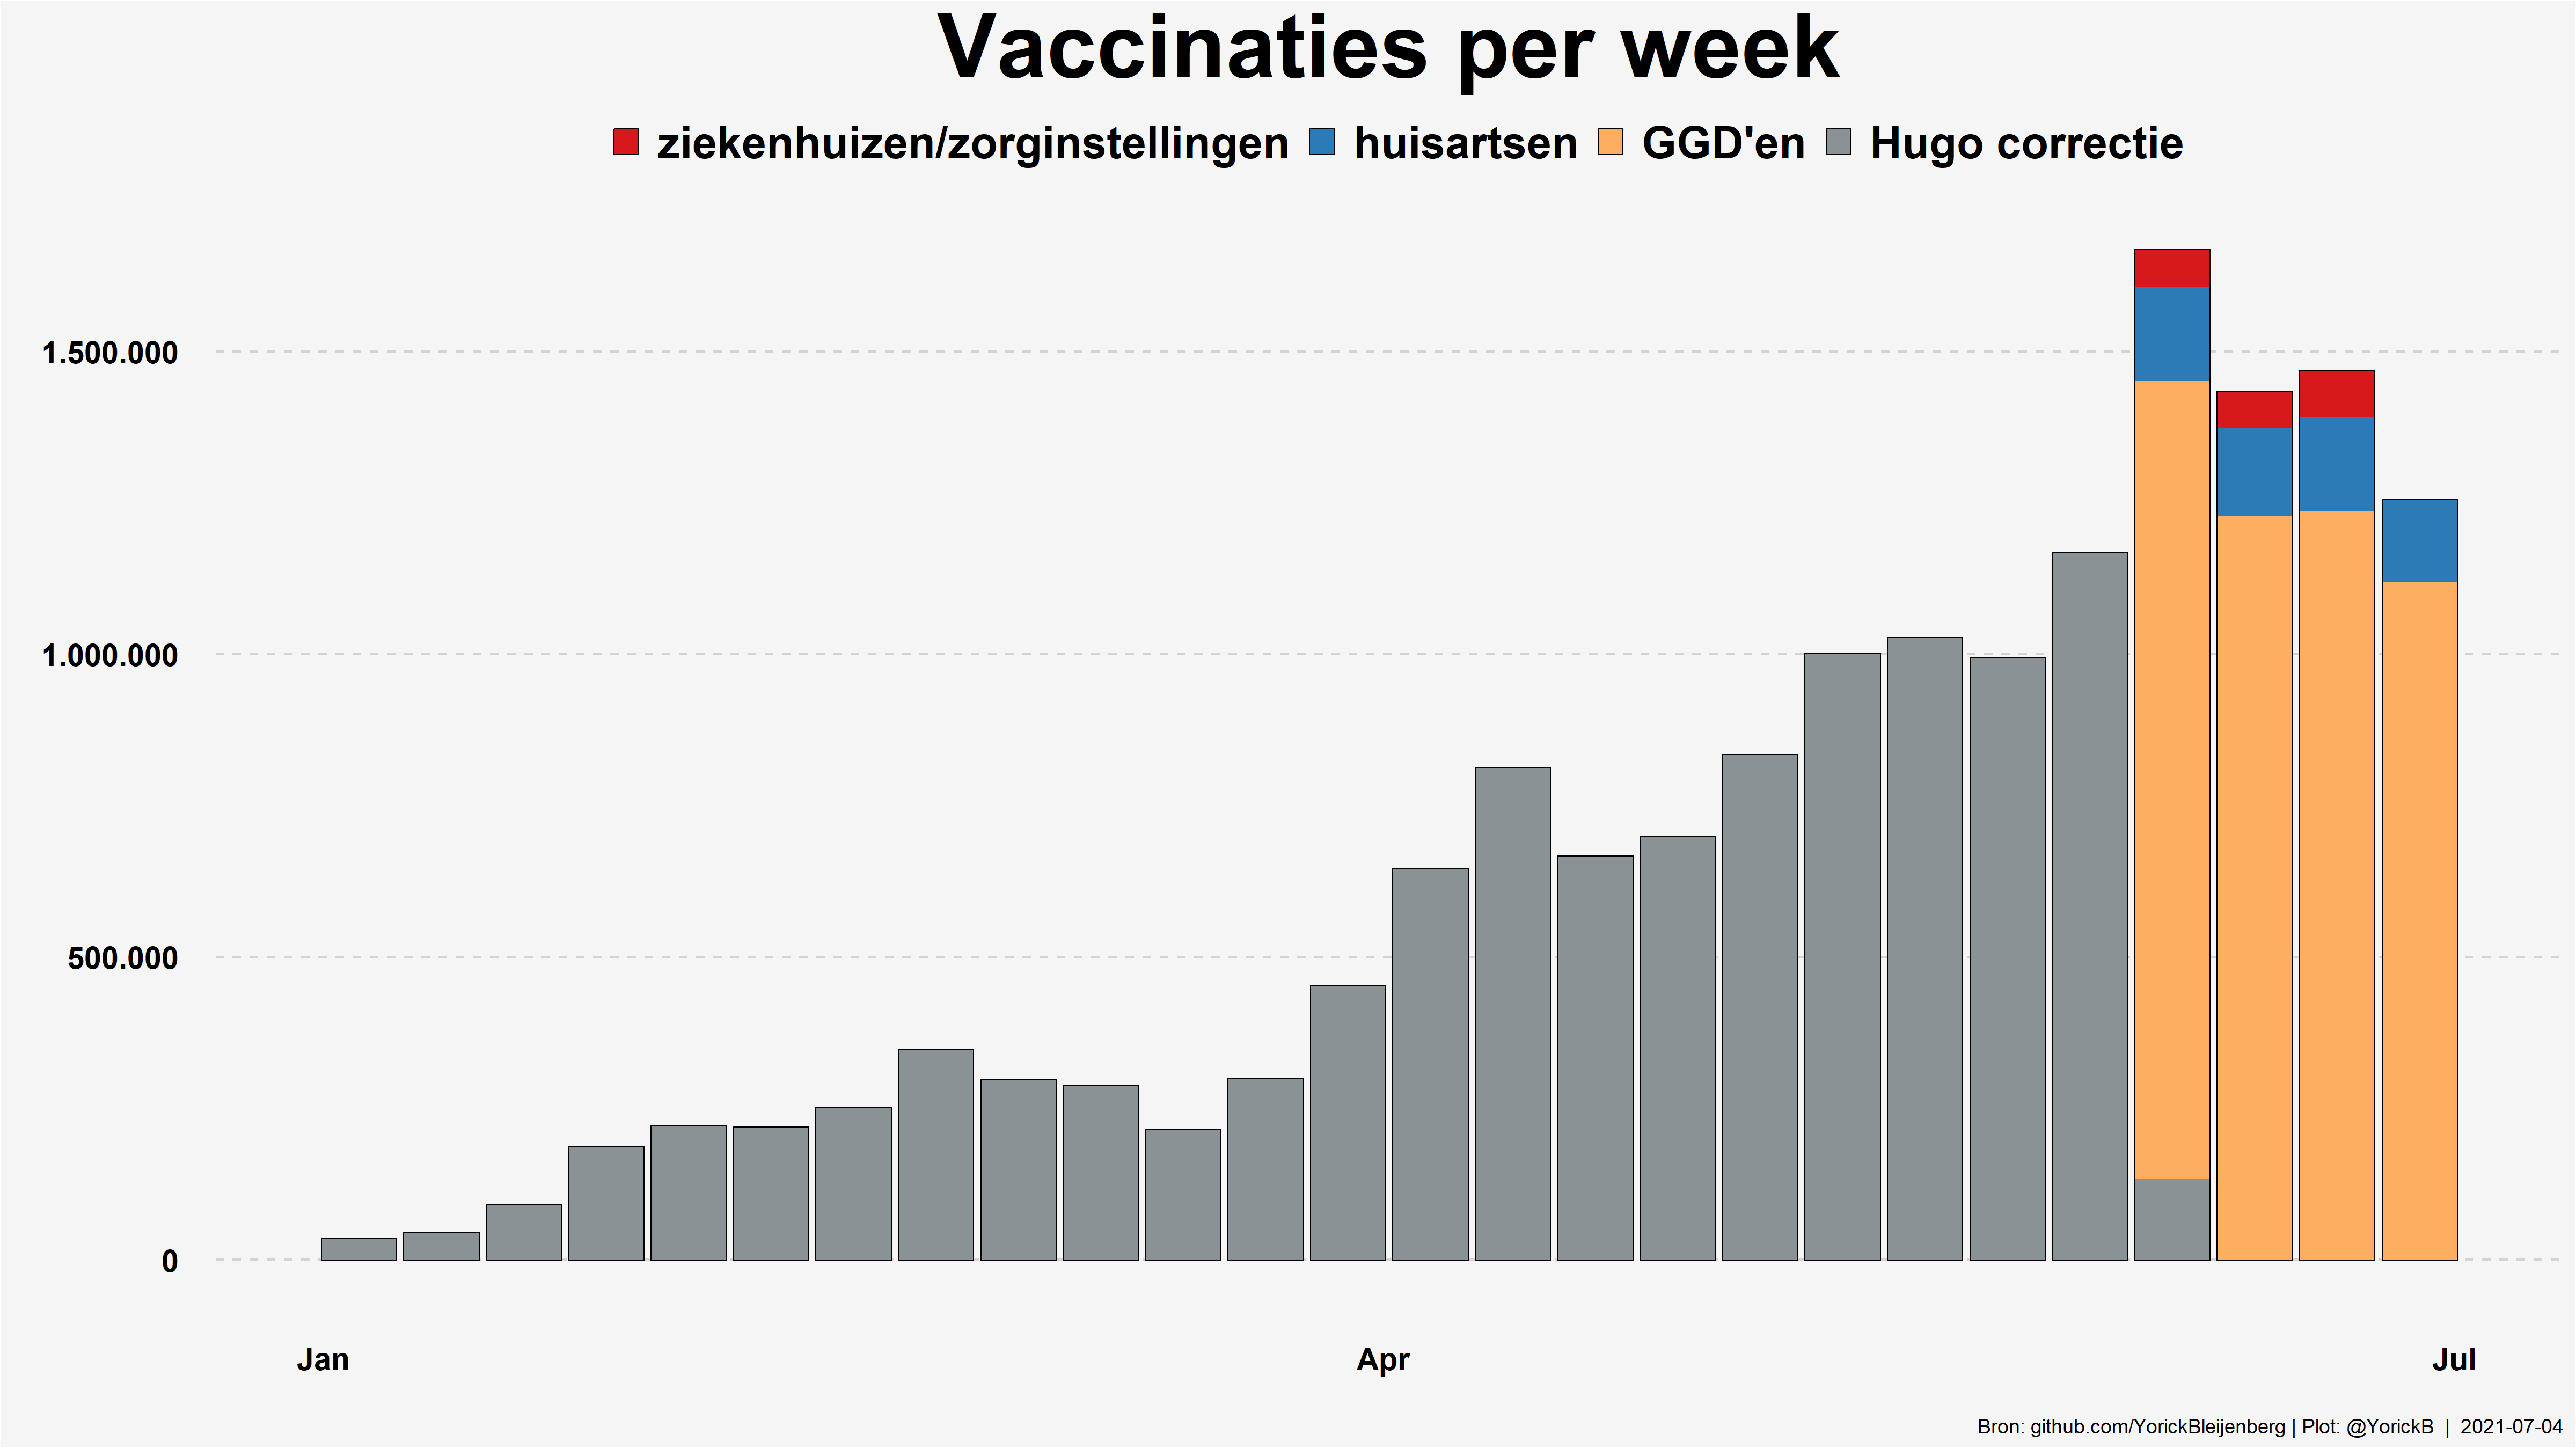 Vaccinaties per week
ziekenhuizen/zorginstellingen huisartsen GGD'en Hugo correctie
1.500.000
1.000.000
500.000
0
Jan Apr Jul
Bron: github.com/YorickBleijenberg | Plot: @YorickB | 2021-07-04